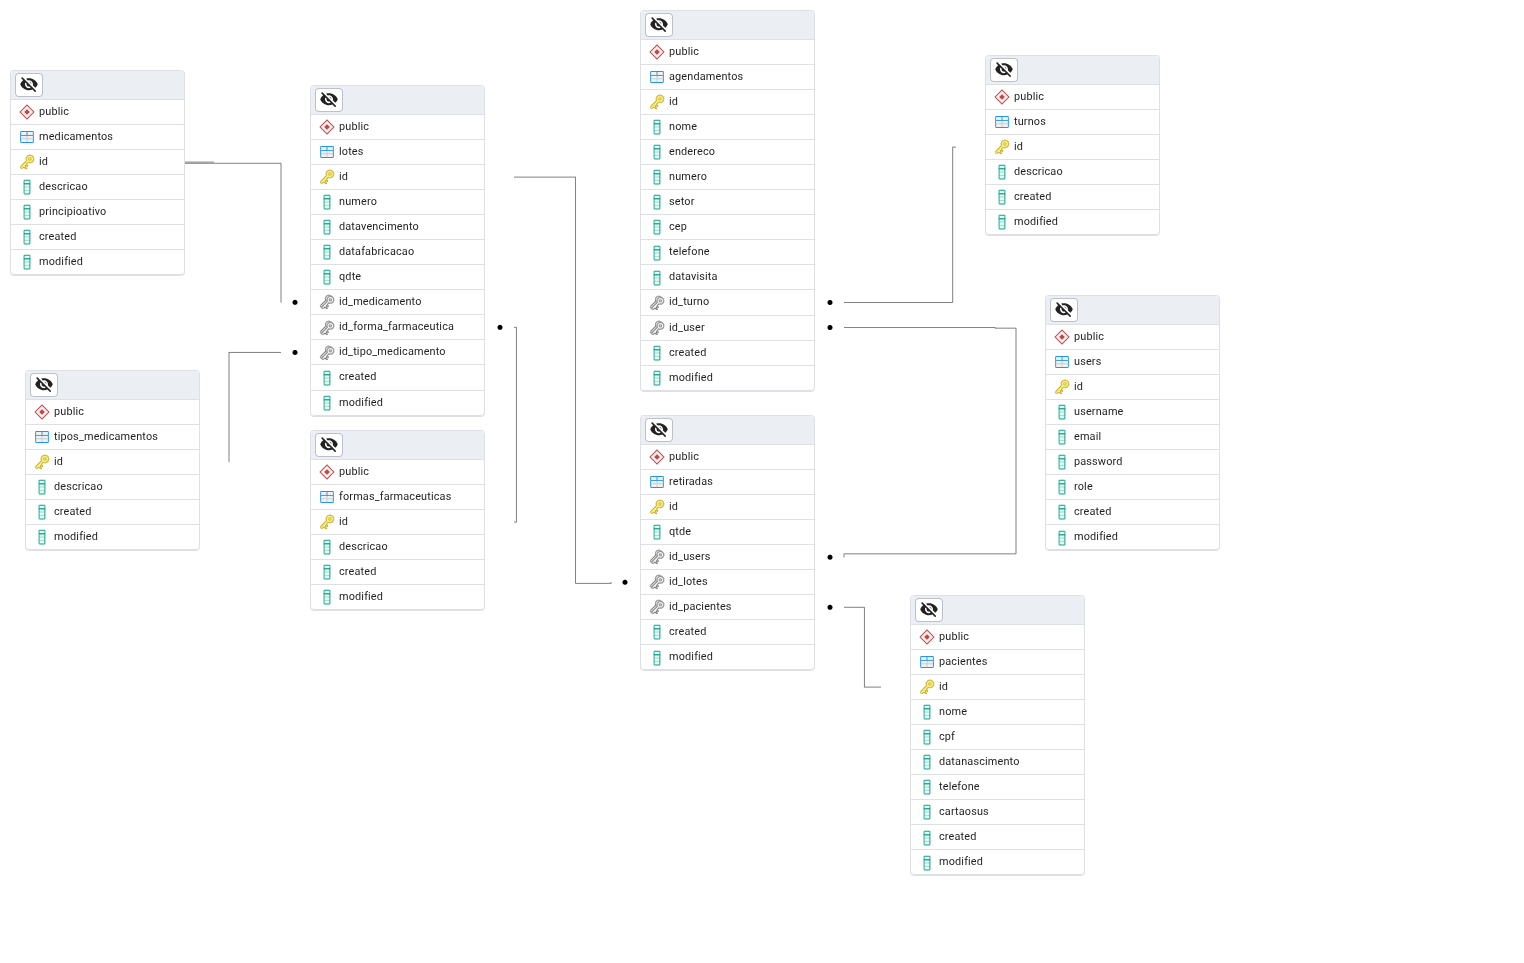 public
medicamentos
id
descricao
principioativo
created
modified
public
tipos_medicamentos
id
descricao
created
modified
public
lotes
id
numero
datavencimento
datafabricacao
qdte
id_medicamento
id_forma_farmaceutica
id_tipo_medicamento
created
modified
public
formas_farmaceuticas
id
descricao
created
modified
public
agendamentos
id
nome
endereco
numero
setor
cep
telefone
datavisita
id_turno
id_user
created
modified
public
retiradas
id
qtde
id_users
id_lotes
id_pacientes
created
modified
public
turnos
id
descricao
created
modified
public
users
id
username
email
password
role
created
modified
public
pacientes
id
nome
cpf
datanascimento
telefone
cartaosus
created
modified